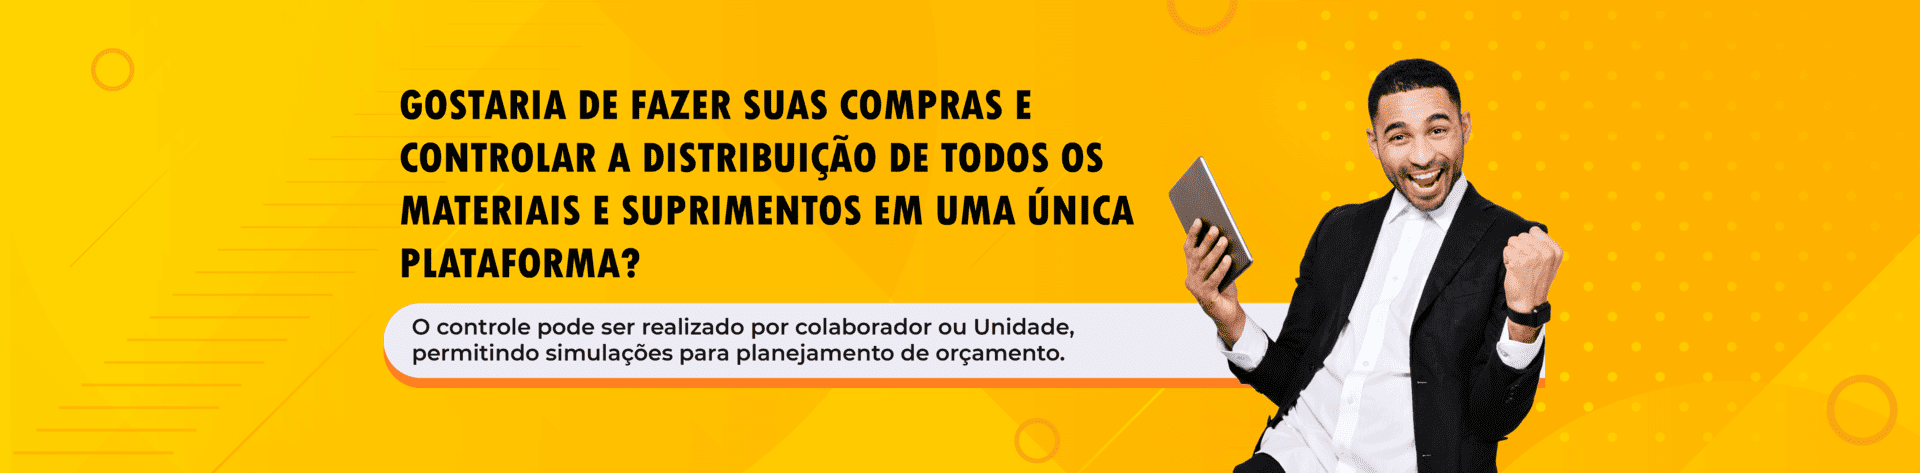 GOSTARIA DE FAZER SUAS COMPRAS E
CONTROLAR A DISTRIBUIÇÃO DE TODOS OS
MATERIAIS E SUPRIMENTOS EM UMA ÚNICA
PLATAFORMA?
O controle pode ser realizado por colaborador ou Unidade,
permitindo simulações para planejamento de orçamento.